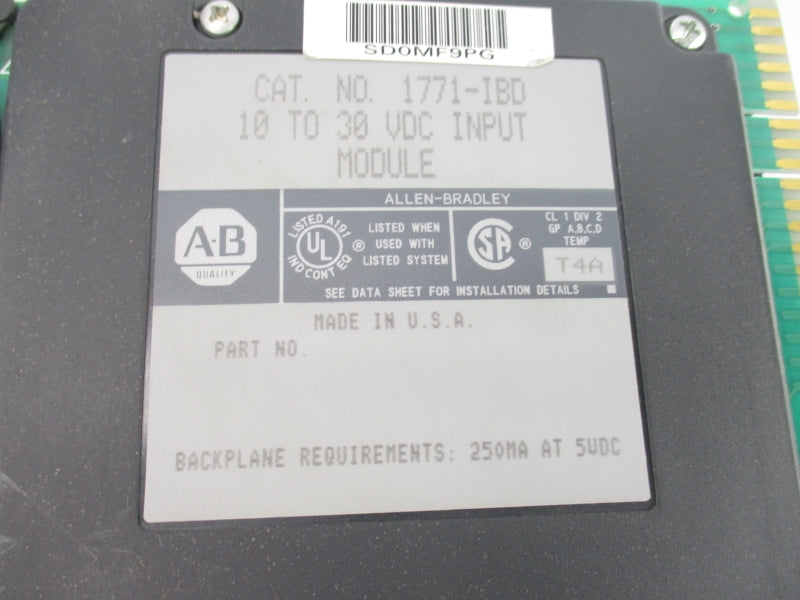 SD0MF9PG
CAT. NO. 1771-IBD
10 TO 30 VDC INPUT
MODULE
ALLEN-BRADLEY
A-B
QUALITY
LISTED A191
UL
IND CONT EQ
®
LISTED WHEN
USED WITH
LISTED SYSTEM
SA
®
CL 1 DIV 2
GP A,B,C,D
TEMP
T4A
SEE DATA SHEET FOR INSTALLATION DETAILS
MADE IN U.S.A.
PART NO.
BACKPLANE REQUIREMENTS: 250MA AT 5VDC